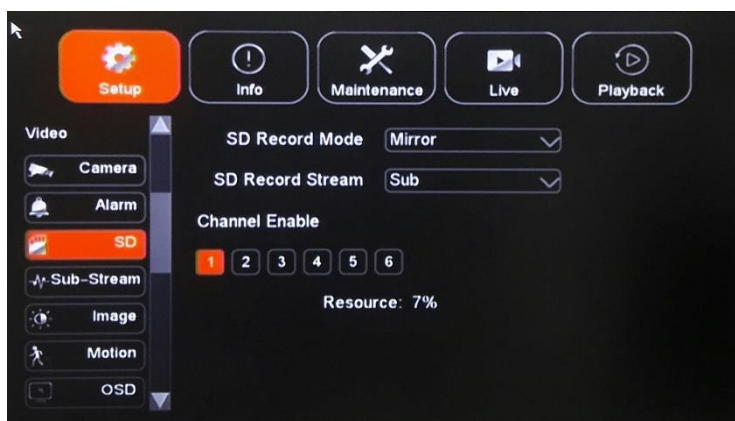 Setup
Info
Maintenance
Live
Playback
Video
Camera
Alarm
SD
Sub-Stream
Image
Motion
OSD
SD Record Mode Mirror
SD Record Stream Sub
Channel Enable
1 2 3 4 5 6
Resource: 7%